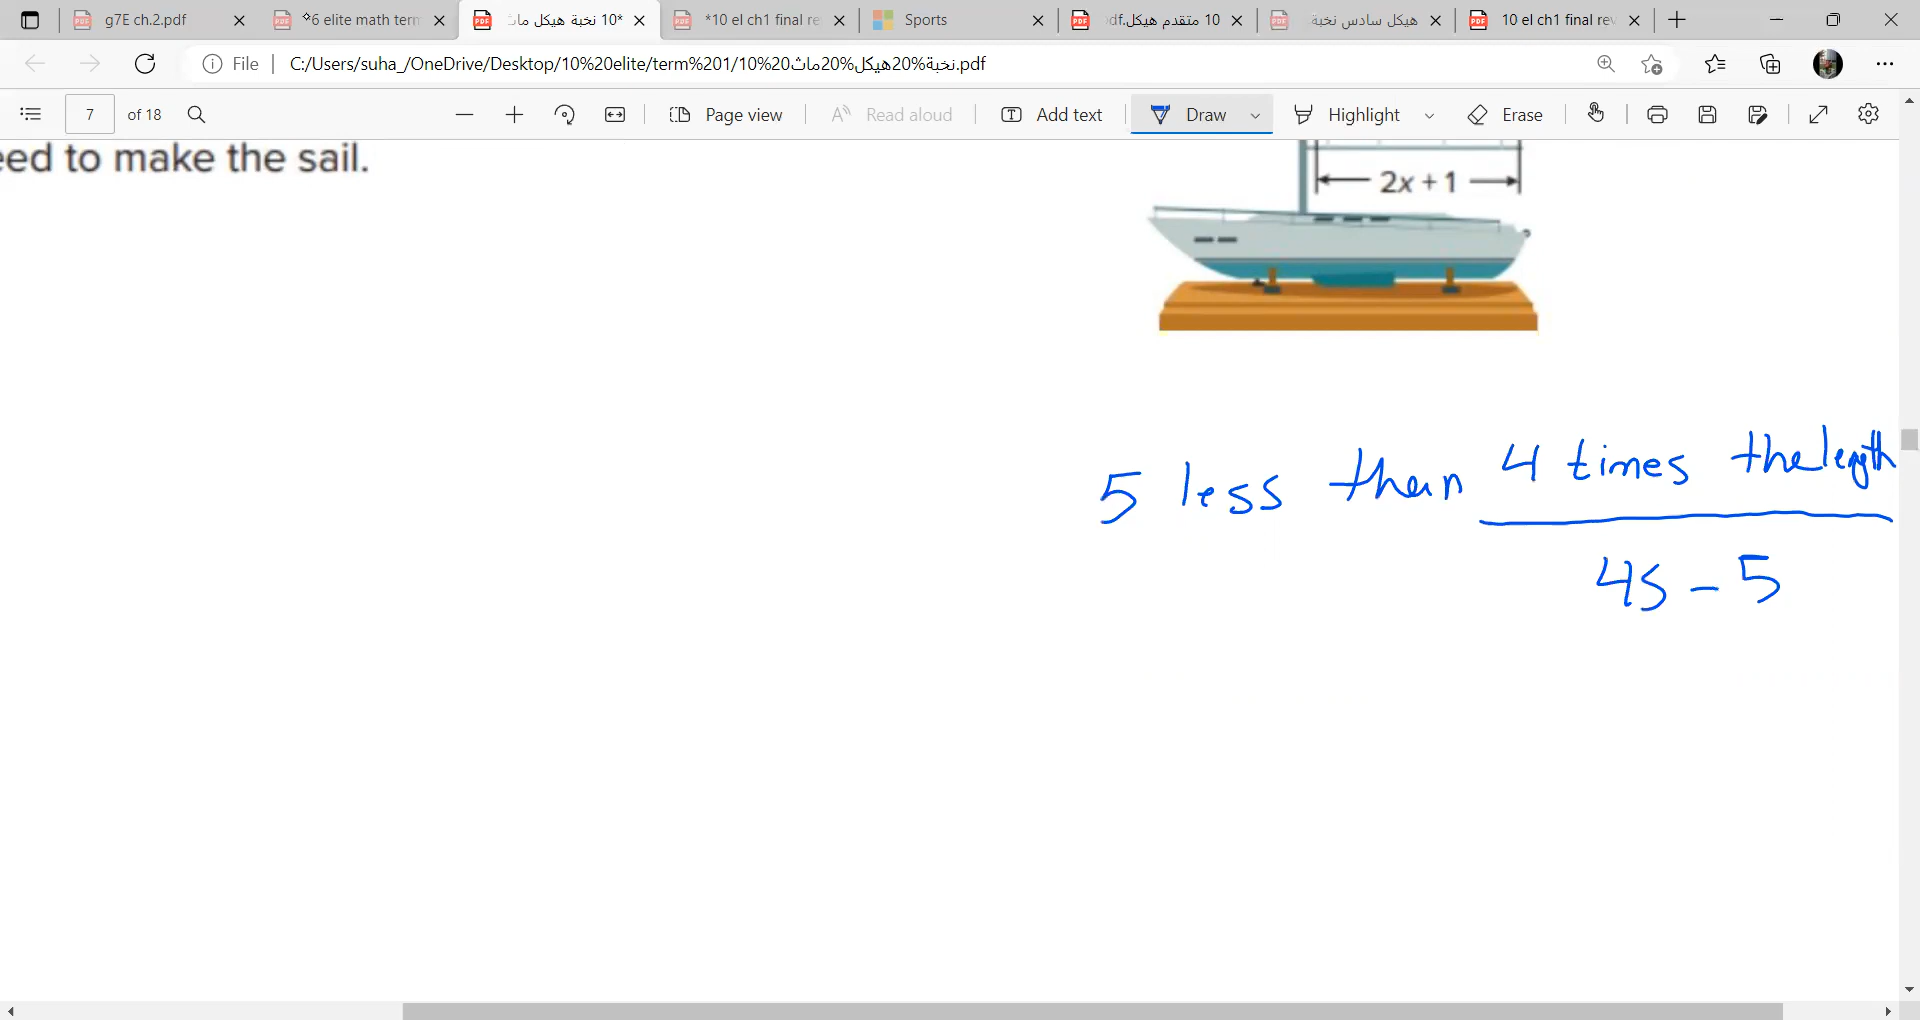 g7E ch.2.pdf
6 elite math term
*10 نخبة هيكل ماث
*10 el ch1 final re
Sports
10 متقدم هيكل.pdf
هيكل سادس نخبة
10 el ch1 final rev
File
C:/Users/suha_/OneDrive/Desktop/10%20elite/term%201/10%20نخبة%20هيكل%20ماث.pdf
7 of 18
Page view
Read aloud
Add text
Draw
Highlight
Erase
eed to make the sail.
2x + 1
5 less than 4 times the length
4s - 5